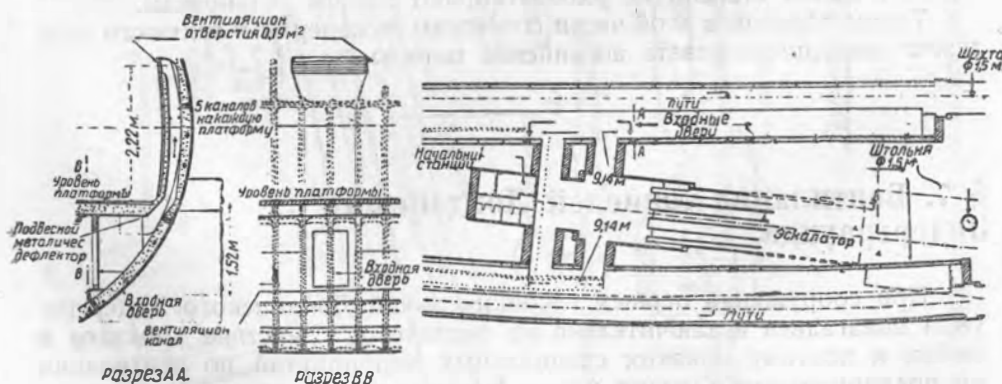 Вентиляцион
отверстия 0,19 м²
5 каналов
на каждую
платформу
2,22 м
В
Уровень
платформы
Подвесной
металичес
дефлектор
В
1,52 м
Входная
дверь
Разрез АА.
Уровень платформы
Входная
дверь
вентиляцион
канал
Разрез ВВ
Шахта
Ф 1,5 м
Пути
Входные
двери
А
А
Начальник
станции
9,14 м
9,14 м
Штольня
Ф 1,5 м
Эскалатор
Пути